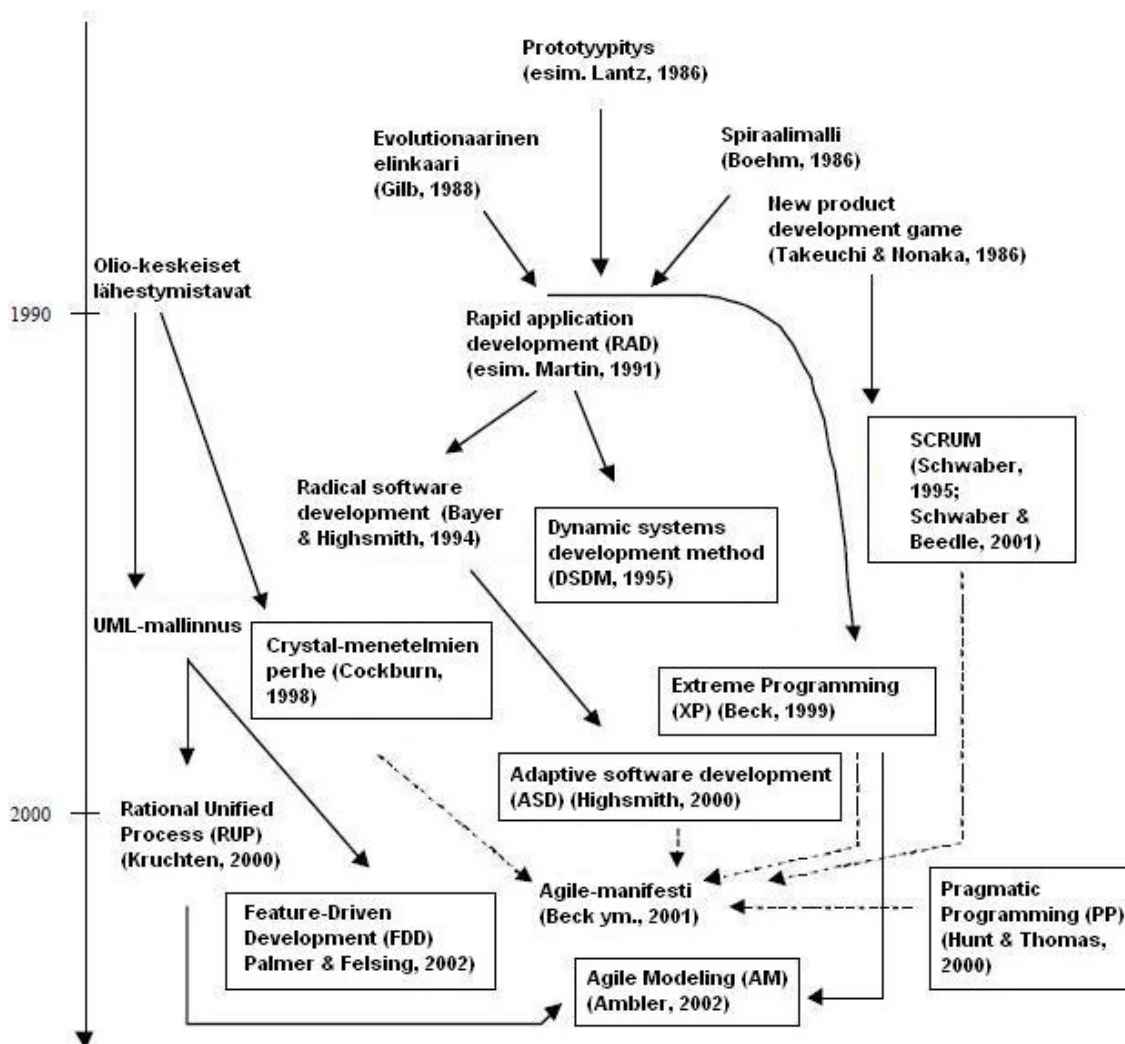 Prototyypitys
(esim. Lantz, 1986)
Evolutionaarinen
elinkaari
(Gilb, 1988)
Spiraalimalli
(Boehm, 1986)
New product
development game
(Takeuchi & Nonaka, 1986)
Olio-keskeiset
lähestymistavat
1990
Rapid application
development (RAD)
(esim. Martin, 1991)
SCRUM
(Schwaber,
1995;
Schwaber &
Beedle, 2001)
Radical software
development (Bayer
& Highsmith, 1994)
Dynamic systems
development method
(DSDM, 1995)
UML-mallinnus
Crystal-menetelmien
perhe (Cockburn,
1998)
Extreme Programming
(XP) (Beck, 1999)
Adaptive software development
(ASD) (Highsmith, 2000)
2000
Rational Unified
Process (RUP)
(Kruchten, 2000)
Agile-manifesti
(Beck ym., 2001)
Pragmatic
Programming (PP)
(Hunt & Thomas,
2000)
Feature-Driven
Development (FDD)
Palmer & Felsing, 2002)
Agile Modeling (AM)
(Ambler, 2002)